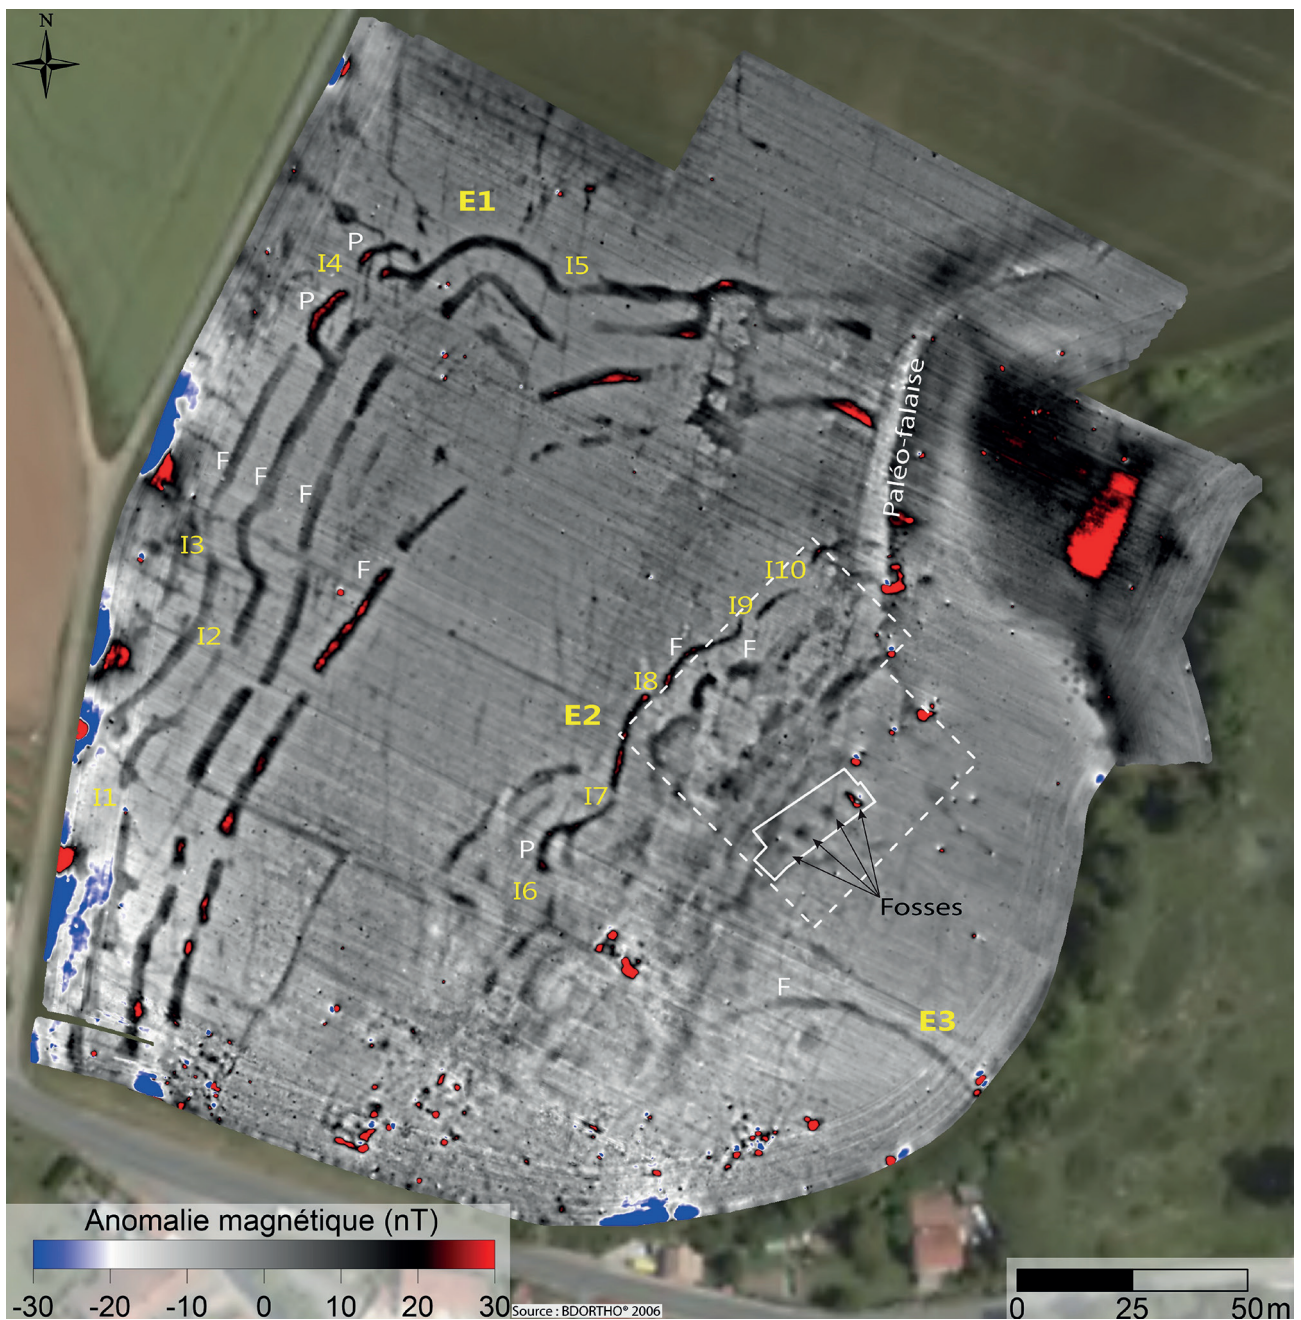 N
E1
P
I4
I5
P
Paléo-falaise
F
F
F
I3
F
I10
I9
I2
F
F
I8
E2
I1
I7
P
I6
Fosses
F
E3
Anomalie magnétique (nT)
-30 -20 -10 0 10 20 30
Source : BDORTHO® 2006
0 25 50 m